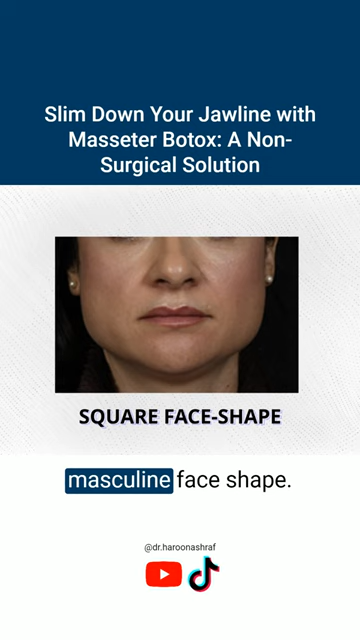 Slim Down Your Jawline with
Masseter Botox: A Non-
Surgical Solution
SQUARE FACE-SHAPE
masculine face shape.
@dr.haroonashraf